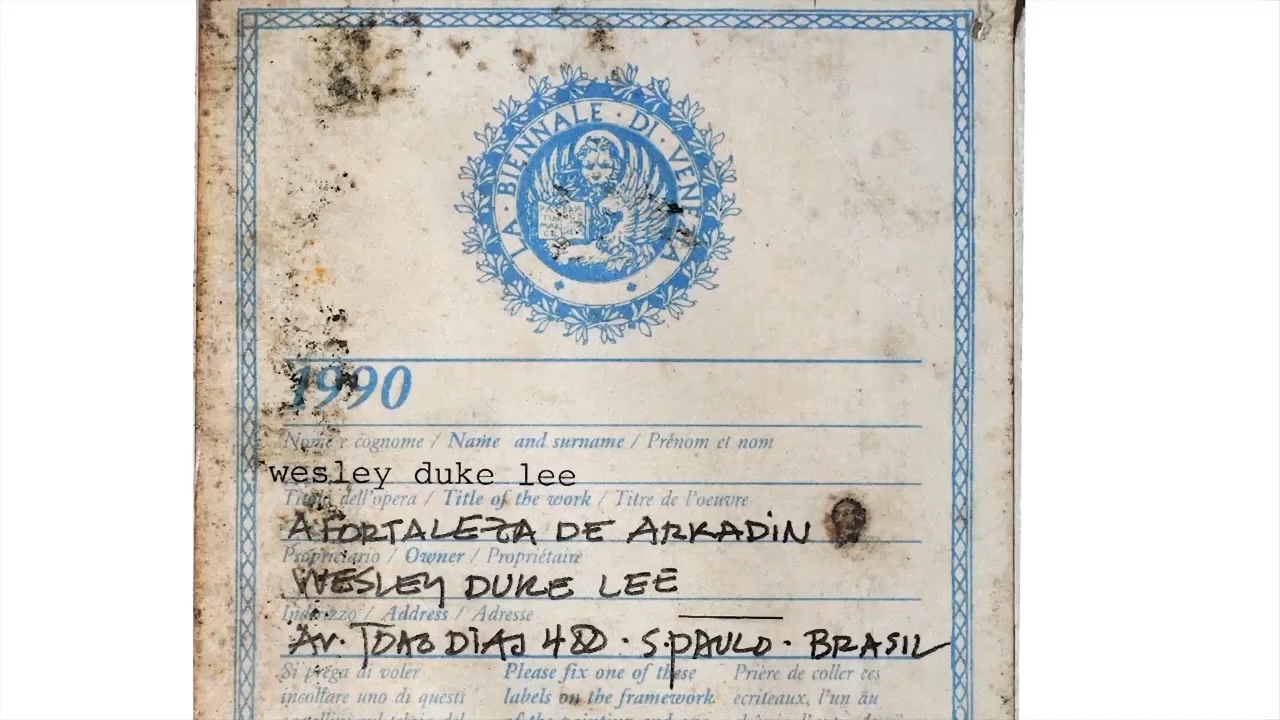 LA · BIENNALE · DI · VENEZIA
1990
Nome e cognome / Name and surname / Prénom et nom
wesley duke lee
Titolo dell'opera / Title of the work / Titre de l'oeuvre
A FORTALEZA DE ARKADIN
Proprietario / Owner / Propriétaire
WESLEY DUKE LEE
Indirizzo / Address / Adresse
AV. JOAO DIAS 480 · S.PAULO · BRASIL
Si prega di voler Please fix one of these Prière de coller ces
incollare uno di questi labels on the framework ecriteaux, l'un au